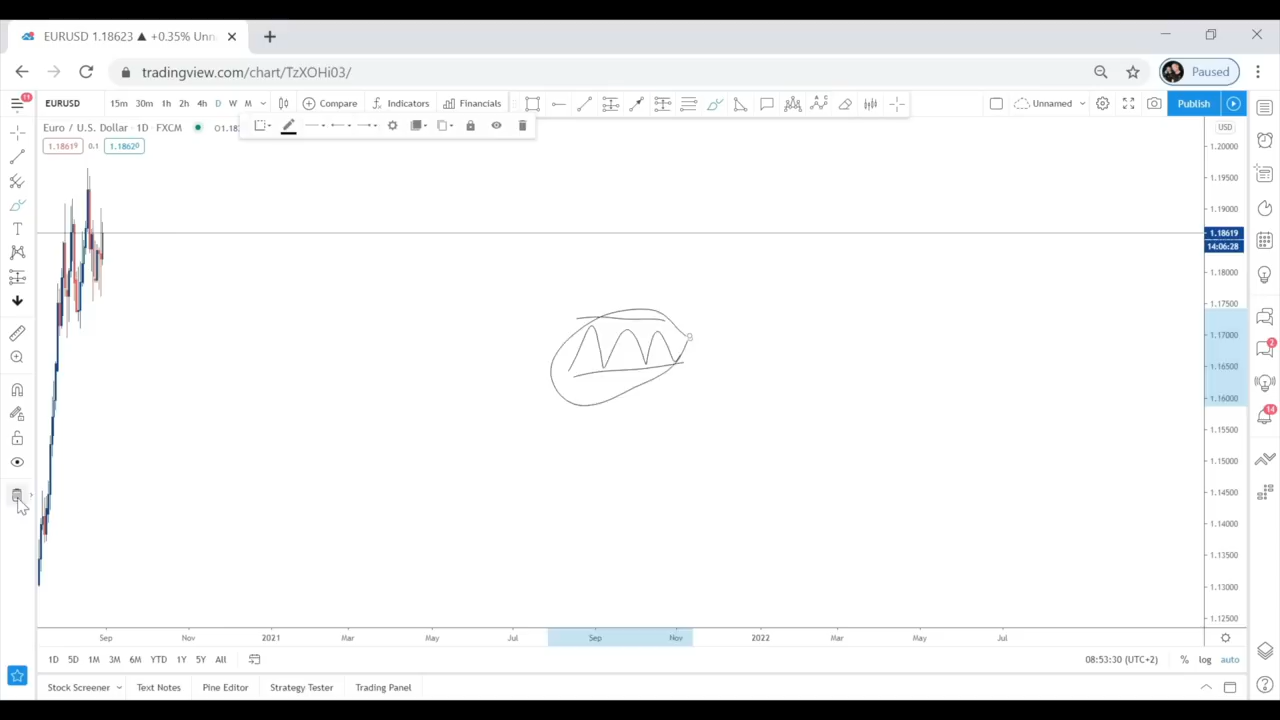 EURUSD 1.18623 ▲ +0.35% Unn
tradingview.com/chart/TzXOHi03/
Paused
11
EURUSD
15m 30m 1h 2h 4h D W M
Compare
Indicators
Financials
Unnamed
Publish
Euro / U.S. Dollar · 1D FXCM
O1.18
USD
1.18619
0.1
1.18620
1.20000
1.19500
1.19000
1.18619
14:06:28
1.18000
1.17500
1.17000
1.16500
1.16000
1.15500
1.15000
1.14500
1.14000
1.13500
1.13000
1.12500
2
14
Sep Nov 2021 Mar May Jul Sep Nov 2022 Mar May Jul
1D 5D 1M 3M 6M YTD 1Y 5Y All
08:53:30 (UTC+2) % log auto
Stock Screener Text Notes Pine Editor Strategy Tester Trading Panel